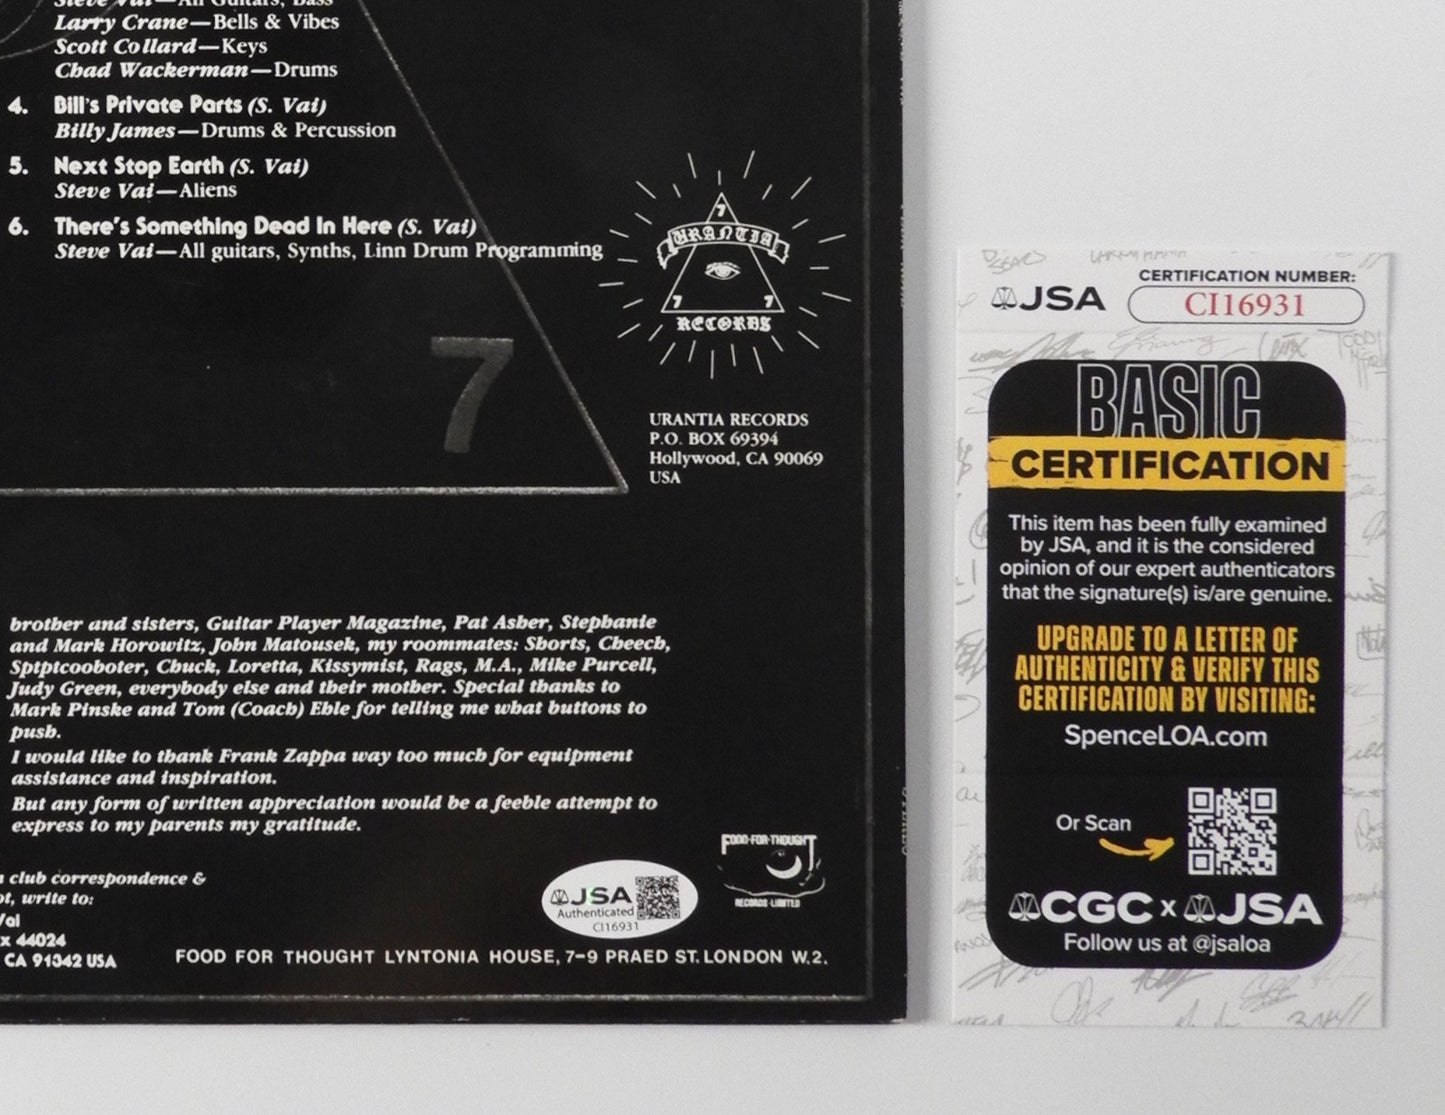 Steve Vai—All Guitars, Bass
Larry Crane—Bells & Vibes
Scott Collard—Keys
Chad Wackerman—Drums
4. Bill's Private Parts (S. Vai)
Billy James—Drums & Percussion
5. Next Stop Earth (S. Vai)
Steve Vai—Aliens
6. There's Something Dead In Here (S. Vai)
Steve Vai—All guitars, Synths, Linn Drum Programming
7
URANTIA
7 7
RECORDS
7
URANTIA RECORDS
P.O. BOX 69394
Hollywood, CA 90069
USA
brother and sisters, Guitar Player Magazine, Pat Asher, Stephanie
and Mark Horowitz, John Matousek, my roommates: Shorts, Cheech,
Sptptcooboter, Chuck, Loretta, Kissymist, Rags, M.A., Mike Purcell,
Judy Green, everybody else and their mother. Special thanks to
Mark Pinske and Tom (Coach) Eble for telling me what buttons to
push.
I would like to thank Frank Zappa way too much for equipment
assistance and inspiration.
But any form of written appreciation would be a feeble attempt to
express to my parents my gratitude.
club correspondence &
write to:
44024
CA 91342 USA
JSA
Authenticated
CI16931
FOOD-FOR-THOUGHT
RECORDS LIMITED
FOOD FOR THOUGHT LYNTONIA HOUSE, 7-9 PRAED ST. LONDON W.2.
JSA
CERTIFICATION NUMBER:
CI16931
BASIC
CERTIFICATION
This item has been fully examined
by JSA, and it is the considered
opinion of our expert authenticators
that the signature(s) is/are genuine.
UPGRADE TO A LETTER OF
AUTHENTICITY & VERIFY THIS
CERTIFICATION BY VISITING:
SpenceLOA.com
Or Scan
CGC x JSA
Follow us at @jsaloa